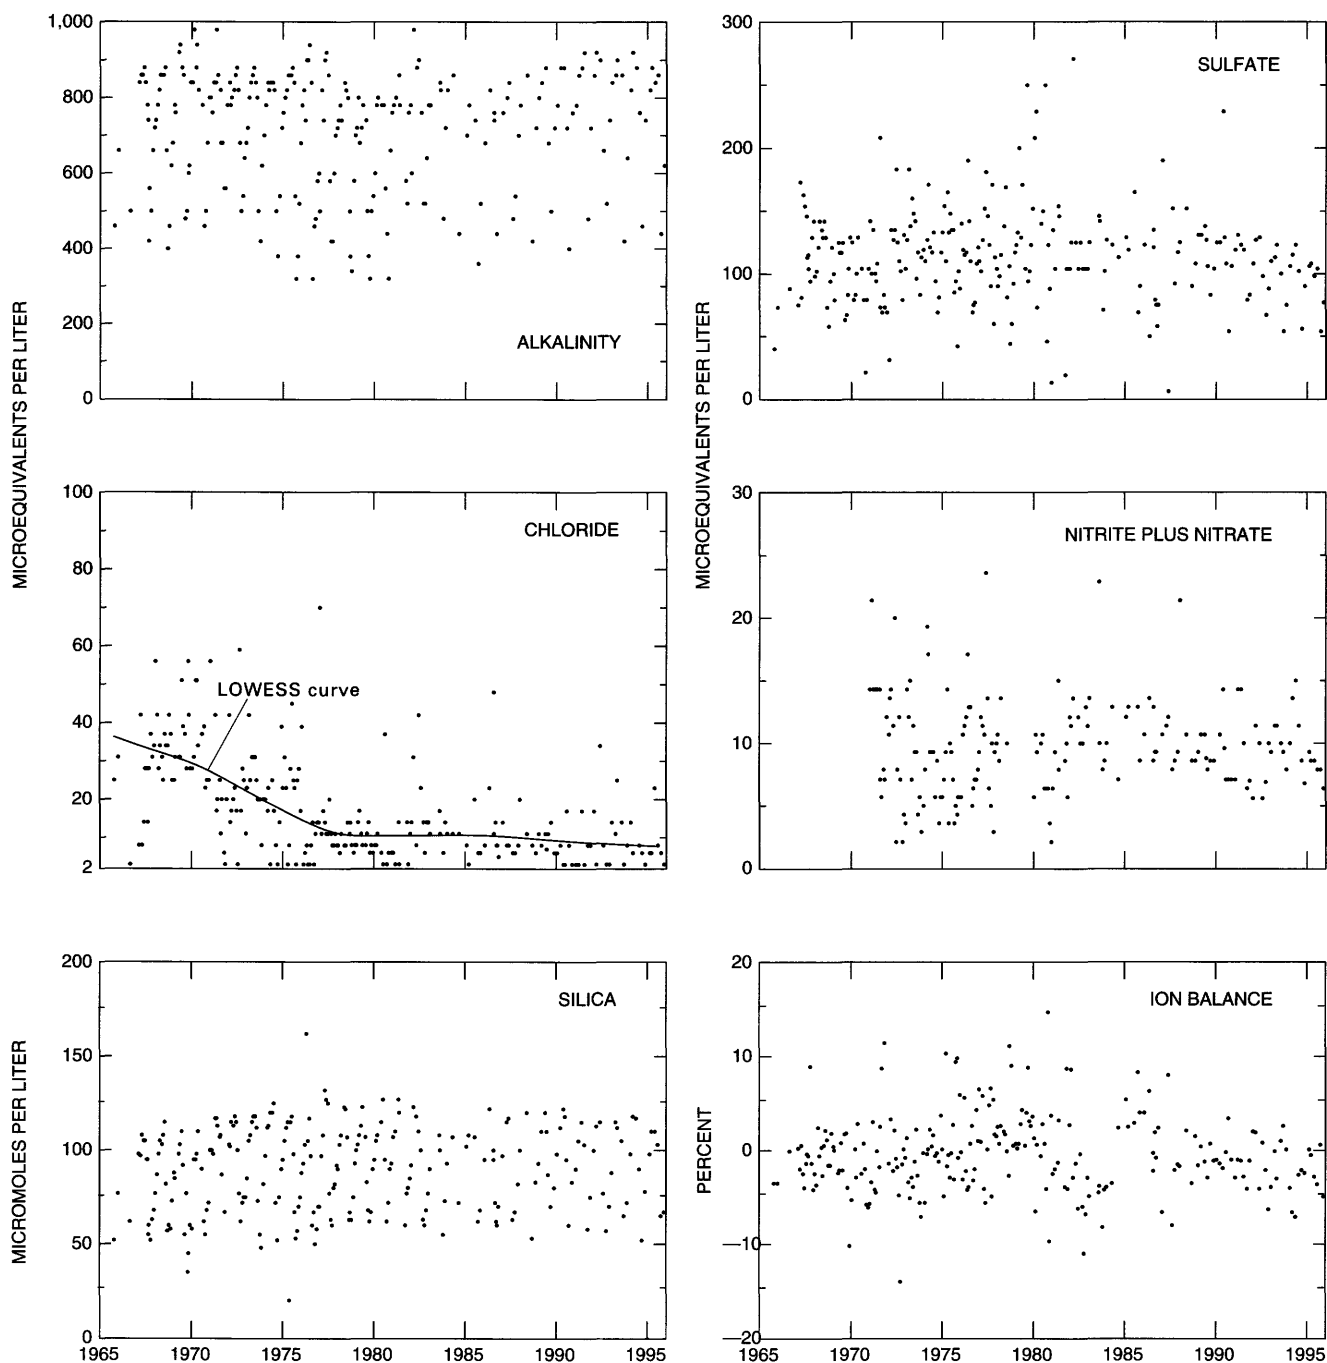 MICROEQUIVALENTS PER LITER
1,000
800
600
400
200
0
ALKALINITY
MICROEQUIVALENTS PER LITER
300
200
100
0
SULFATE
100
80
60
40
20
2
CHLORIDE
LOWESS curve
30
20
10
0
NITRITE PLUS NITRATE
MICROMOLES PER LITER
200
150
100
50
0
SILICA
1965 1970 1975 1980 1985 1990 1995
PERCENT
20
10
0
—10
—20
ION BALANCE
1965 1970 1975 1980 1985 1990 1995